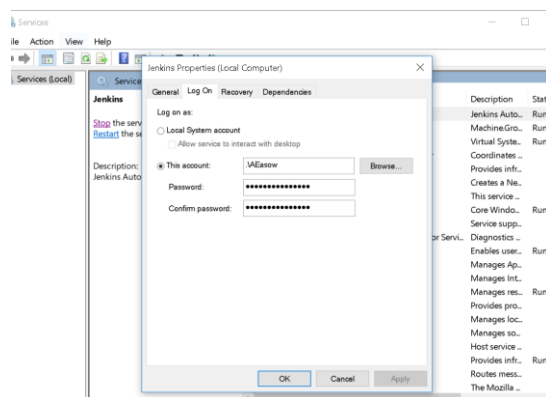 Services
ile Action View Help
Services (Local)
Service
Jenkins
Stop the serv
Restart the se
Description:
Jenkins Auto
Jenkins Properties (Local Computer)
General Log On Recovery Dependencies
Log on as:
Local System account
Allow service to interact with desktop
This account: .\AEasow Browse...
Password: •••••••••••••••
Confirm password: •••••••••••••••
OK Cancel Apply
Description Stat
Jenkins Auto... Run
Machine.Gro... Run
Virtual Syste... Run
Coordinates ...
Provides infr...
Creates a Ne...
This service ...
Core Windo... Run
Service supp...
or Servi... Diagnostics ...
Enables user... Run
Manages Ap...
Manages Int...
Manages res... Run
Provides pro...
Manages loc...
Manages so...
Host service ...
Provides infr... Run
Routes mess...
The Mozilla ...